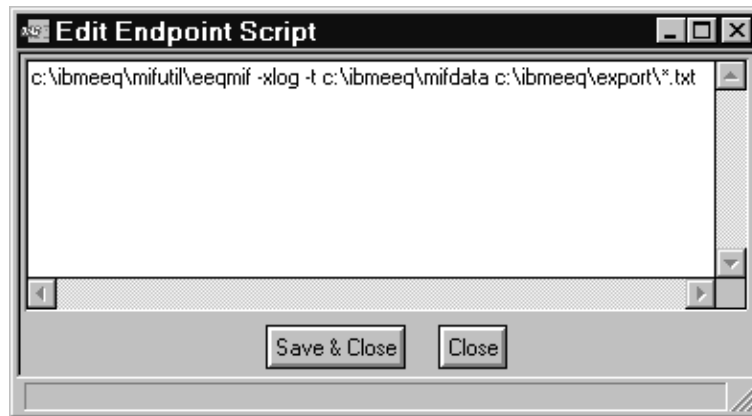 Edit Endpoint Script
c:\ibmeeq\mifutil\eeqmif -xlog -t c:\ibmeeq\mifdata c:\ibmeeq\export\*.txt
Save & Close
Close